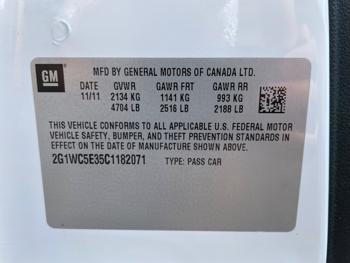 GM
MFD BY GENERAL MOTORS OF CANADA LTD.
DATE GVWR GAWR FRT GAWR RR
11/11 2134 KG 1141 KG 993 KG
4704 LB 2516 LB 2188 LB
THIS VEHICLE CONFORMS TO ALL APPLICABLE U.S. FEDERAL MOTOR
VEHICLE SAFETY, BUMPER, AND THEFT PREVENTION STANDARDS
IN EFFECT ON THE DATE OF MANUFACTURE SHOWN ABOVE.
2G1WC5E35C1182071 TYPE: PASS CAR